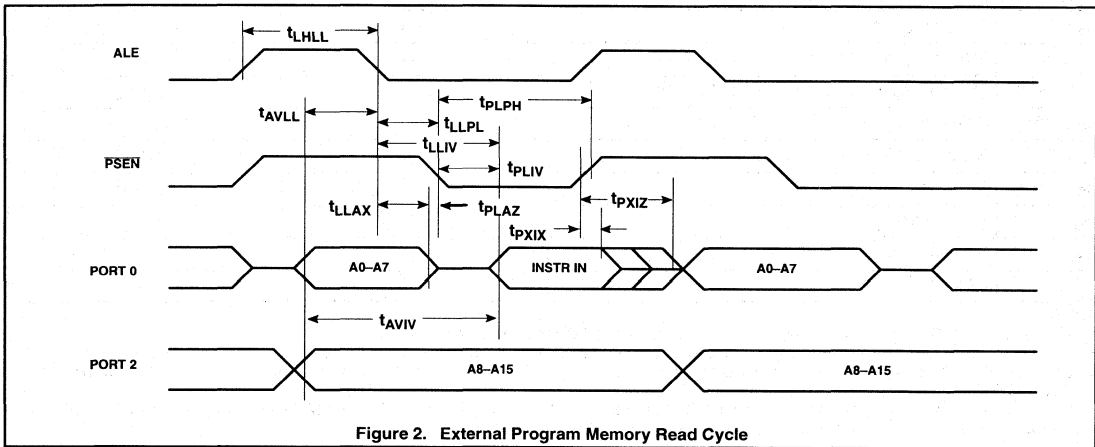 tLHLL
ALE
tPLPH
tAVLL
tLLPL
tLLIV
PSEN
tPLIV
tLLAX
tPLAZ
tPXIZ
tPXIX
PORT 0
A0–A7
INSTR IN
A0–A7
tAVIV
PORT 2
A8–A15
A8–A15
Figure 2. External Program Memory Read Cycle